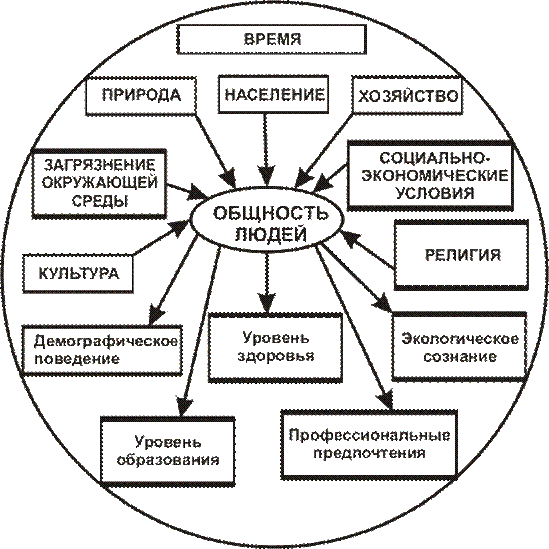 ВРЕМЯ
ПРИРОДА
НАСЕЛЕНИЕ
ХОЗЯЙСТВО
ЗАГРЯЗНЕНИЕ
ОКРУЖАЮЩЕЙ
СРЕДЫ
СОЦИАЛЬНО-
ЭКОНОМИЧЕСКИЕ
УСЛОВИЯ
ОБЩНОСТЬ
ЛЮДЕЙ
КУЛЬТУРА
РЕЛИГИЯ
Демографическое
поведение
Уровень
здоровья
Экологическое
сознание
Уровень
образования
Профессиональные
предпочтения